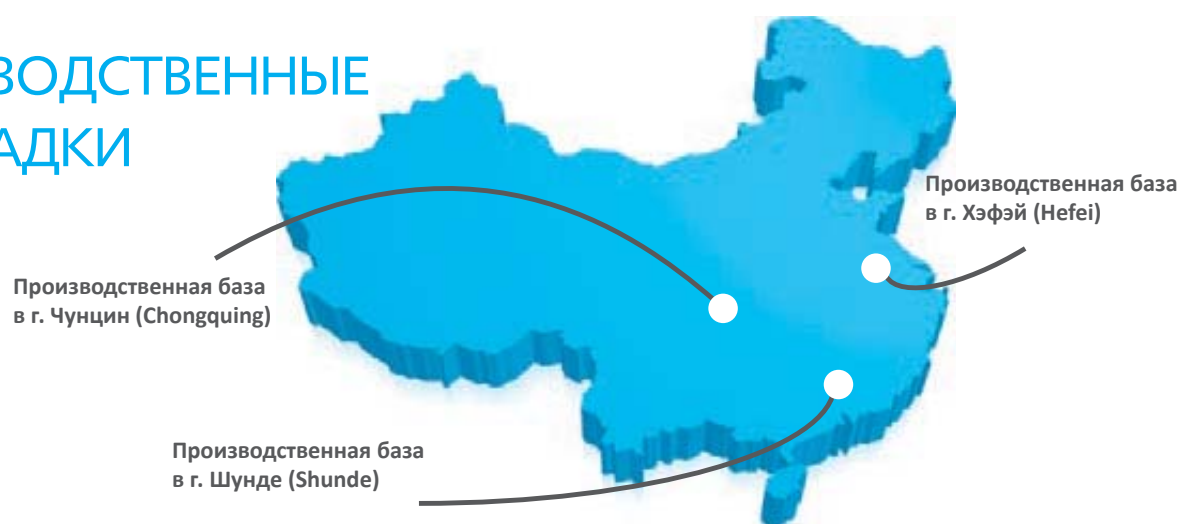 ВОДСТВЕННЫЕ
АДКИ
Производственная база
в г. Хэфэй (Hefei)
Производственная база
в г. Чунцин (Chongquing)
Производственная база
в г. Шунде (Shunde)